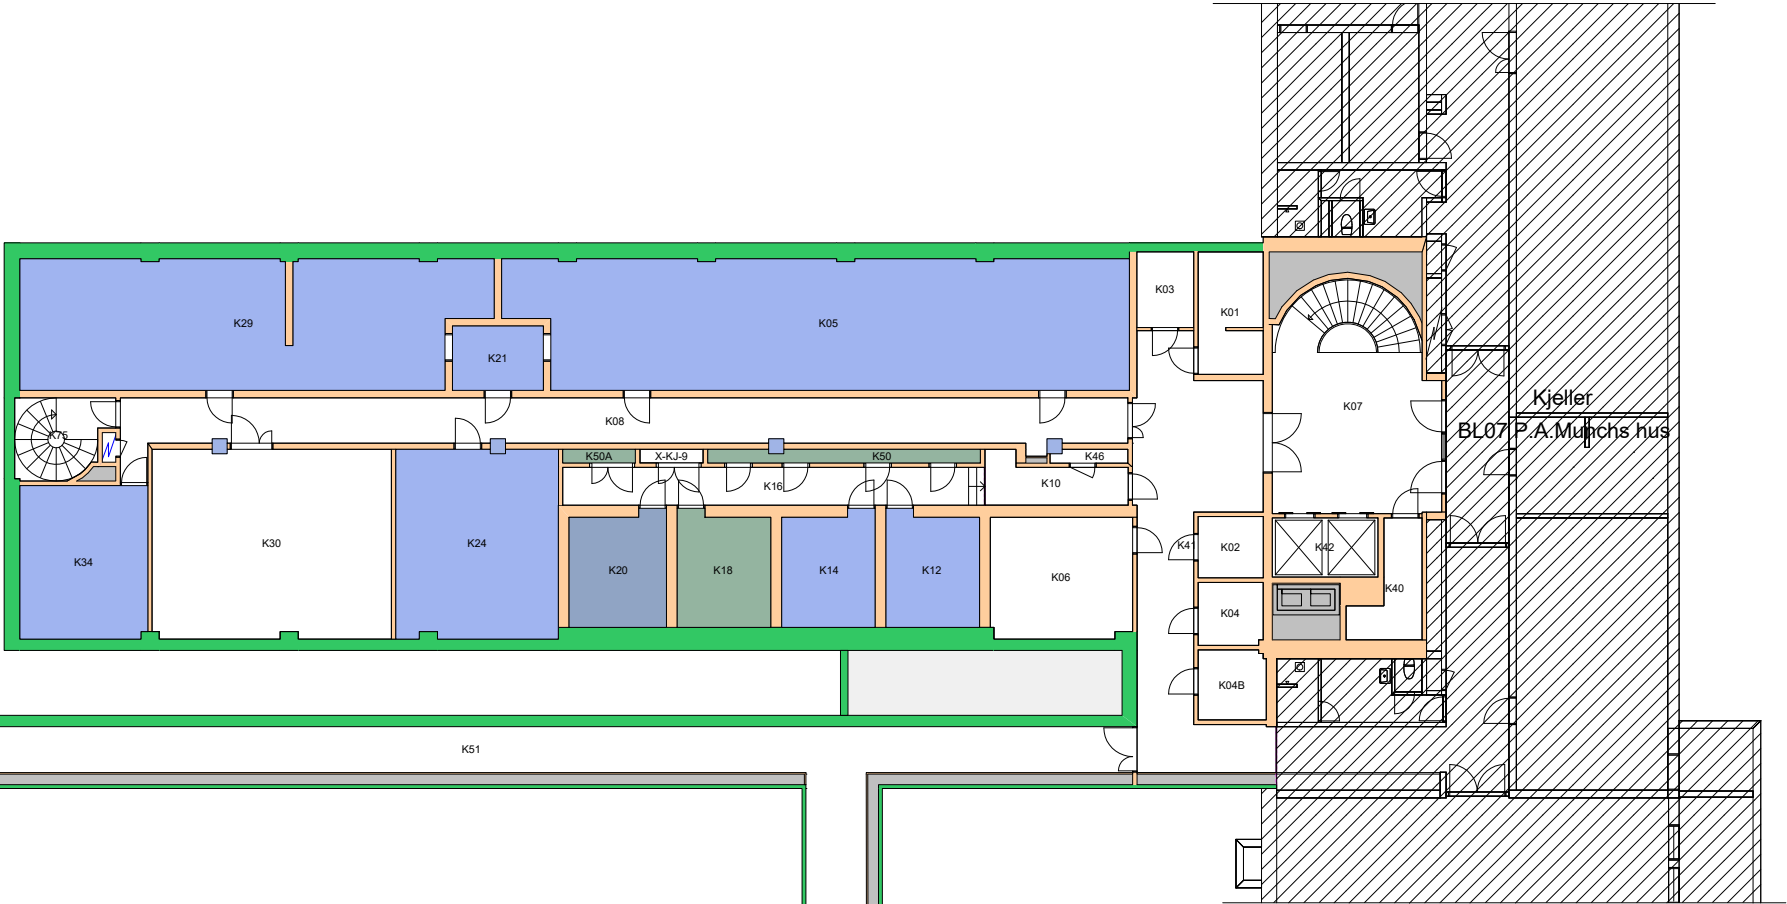 K03
K01
K29
K05
K21
K07
Kjeller
BL07 P.A.Munchs hus
K08
K75
K50A
X-KJ-9
K50
K46
K16
K10
K34
K30
K24
K20
K18
K14
K12
K06
K41
K02
K42
K40
K04
K04B
K51